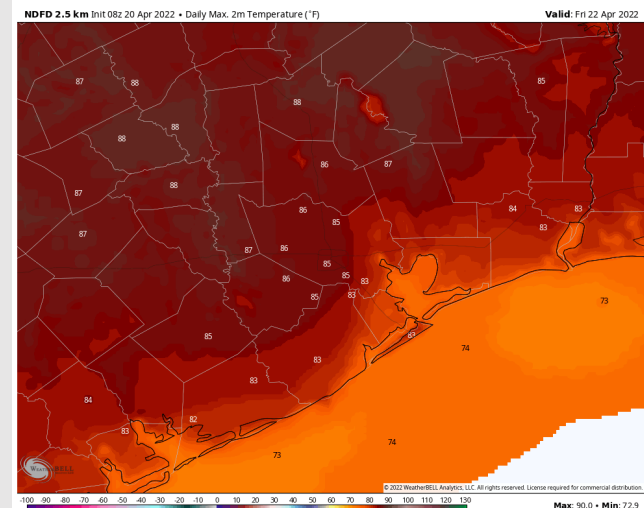 NDFD 2.5 km Init 08z 20 Apr 2022 • Daily Max. 2m Temperature (°F) Valid: Fri 22 Apr 2022
87 88 85
88
88
88
86 87
88
87
86 84 83
85 83
87
87 86
85
86 85 83
85 83
73
85 74
83
83
84
82
83
74
73
WEATHERBELL
© 2022 WeatherBELL Analytics, LLC. All rights reserved. License required for commercial distribution.
-100 -90 -80 -70 -60 -50 -40 -30 -20 -10 0 10 20 30 40 50 60 70 80 90 100 110 120 130
Max: 90.0 • Min: 72.9